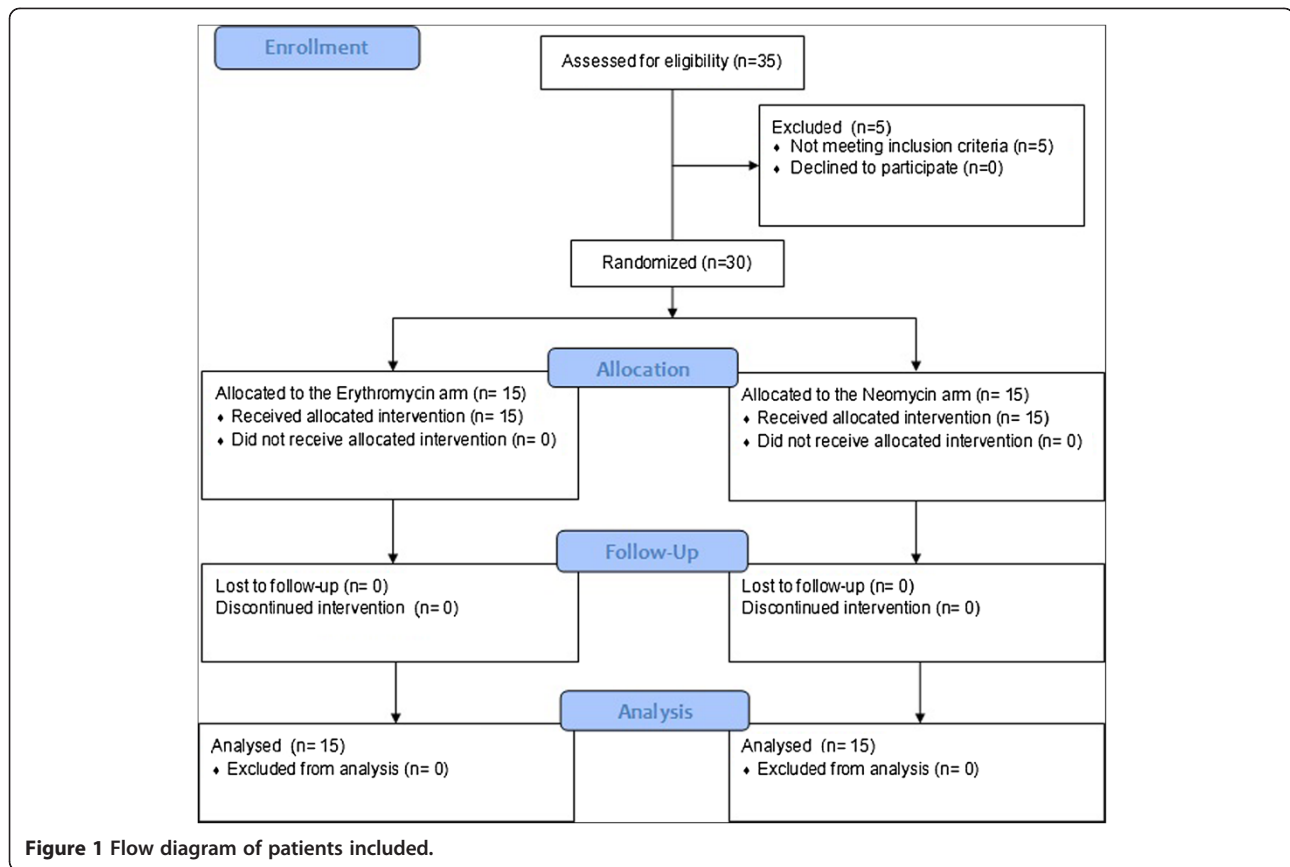 Enrollment
Assessed for eligibility (n=35)
Excluded (n=5)
♦ Not meeting inclusion criteria (n=5)
♦ Declined to participate (n=0)
Randomized (n=30)
Allocation
Allocated to the Erythromycin arm (n= 15)
♦ Received allocated intervention (n= 15)
♦ Did not receive allocated intervention (n= 0)
Allocated to the Neomycin arm (n= 15)
♦ Received allocated intervention (n= 15)
♦ Did not receive allocated intervention (n= 0)
Follow-Up
Lost to follow-up (n= 0)
Discontinued intervention (n= 0)
Lost to follow-up (n= 0)
Discontinued intervention (n= 0)
Analysis
Analysed (n= 15)
♦ Excluded from analysis (n= 0)
Analysed (n= 15)
♦ Excluded from analysis (n= 0)
Figure 1 Flow diagram of patients included.